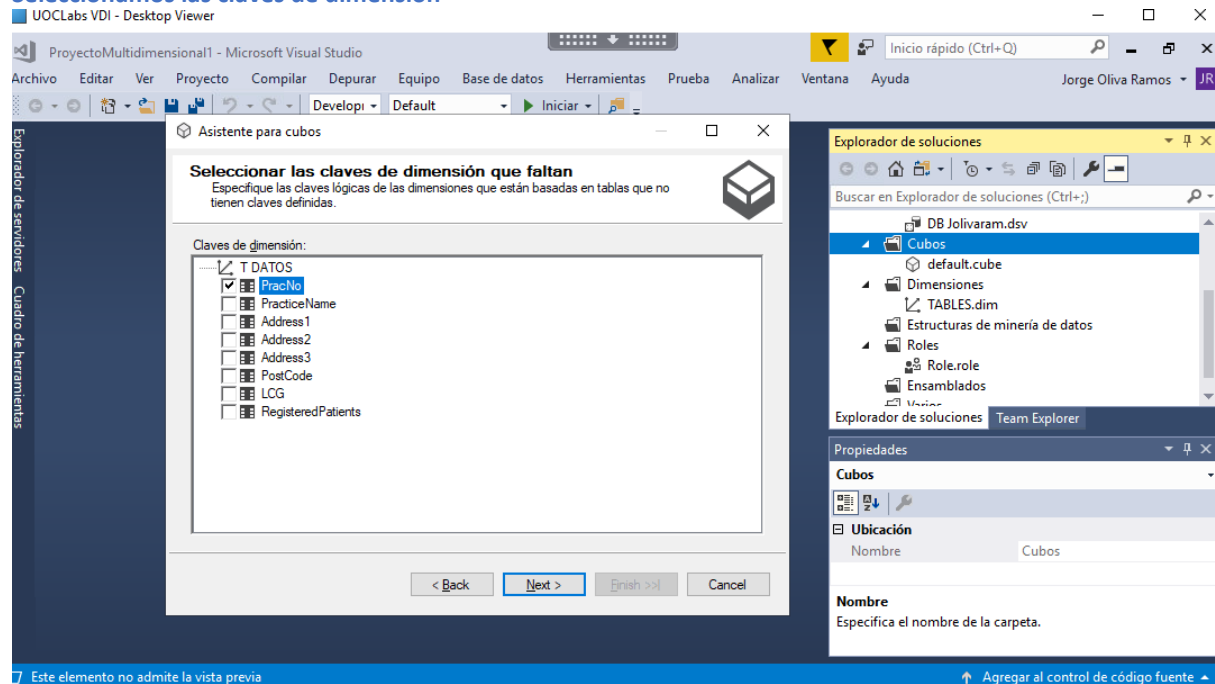 Seleccionamos las claves de dimensión
UOCLabs VDI - Desktop Viewer
ProyectoMultidimensional1 - Microsoft Visual Studio
Inicio rápido (Ctrl+Q)
Archivo Editar Ver Proyecto Compilar Depurar Equipo Base de datos Herramientas Prueba Analizar Ventana Ayuda
Jorge Oliva Ramos JR
Developı Default Iniciar
Explorador de servidores
Cuadro de herramientas
Asistente para cubos
Seleccionar las claves de dimensión que faltan
Especifique las claves lógicas de las dimensiones que están basadas en tablas que no
tienen claves definidas.
Claves de dimensión:
T DATOS
PracNo
PracticeName
Address1
Address2
Address3
PostCode
LCG
RegisteredPatients
< Back Next > Finish >>| Cancel
Explorador de soluciones
Buscar en Explorador de soluciones (Ctrl+;)
DB Jolivaram.dsv
Cubos
default.cube
Dimensiones
TABLES.dim
Estructuras de minería de datos
Roles
Role.role
Ensamblados
Varios
Explorador de soluciones Team Explorer
Propiedades
Cubos
Ubicación
Nombre Cubos
Nombre
Especifica el nombre de la carpeta.
Este elemento no admite la vista previa
Agregar al control de código fuente